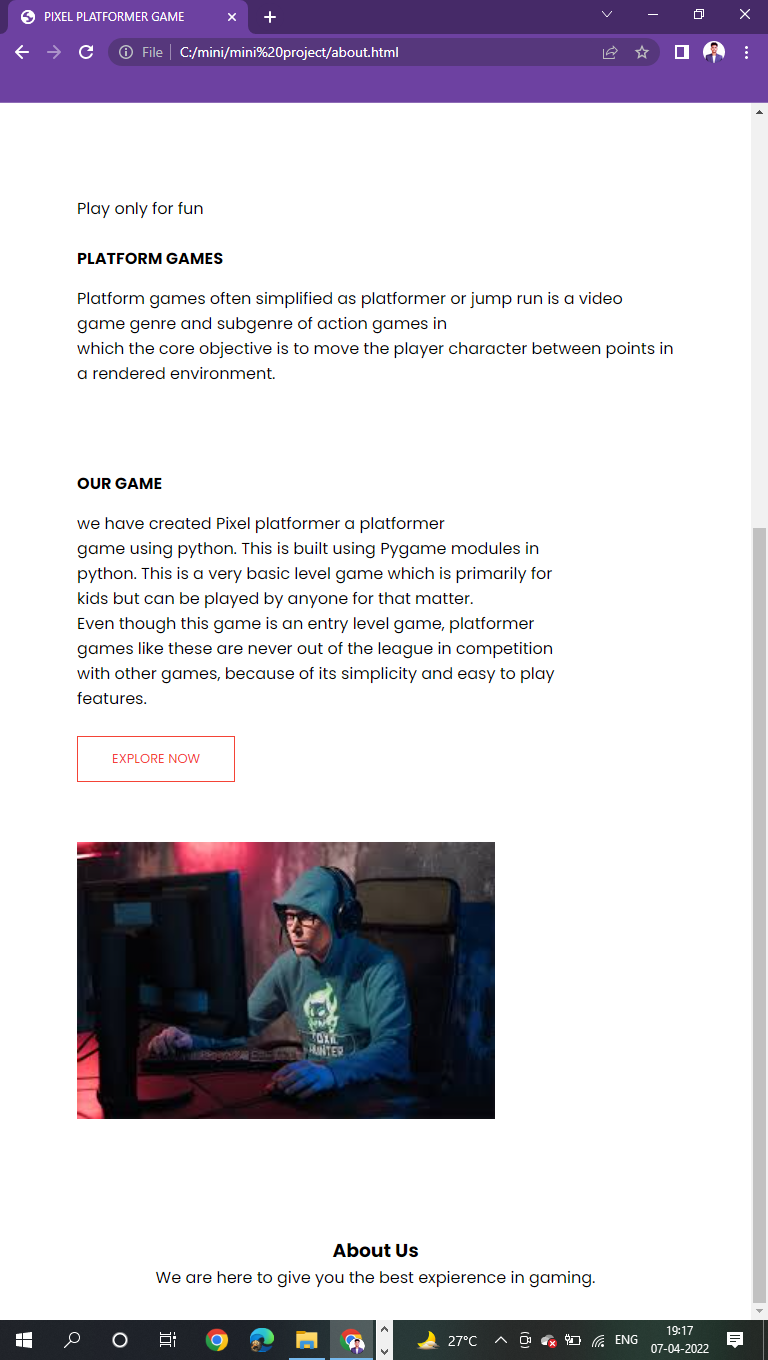 PIXEL PLATFORMER GAME
File | C:/mini/mini%20project/about.html
Play only for fun
PLATFORM GAMES
Platform games often simplified as platformer or jump run is a video
game genre and subgenre of action games in
which the core objective is to move the player character between points in
a rendered environment.
OUR GAME
we have created Pixel platformer a platformer
game using python. This is built using Pygame modules in
python. This is a very basic level game which is primarily for
kids but can be played by anyone for that matter.
Even though this game is an entry level game, platformer
games like these are never out of the league in competition
with other games, because of its simplicity and easy to play
features.
EXPLORE NOW
HUNTER
About Us
We are here to give you the best expierence in gaming.
27°C
ENG
19:17
07-04-2022